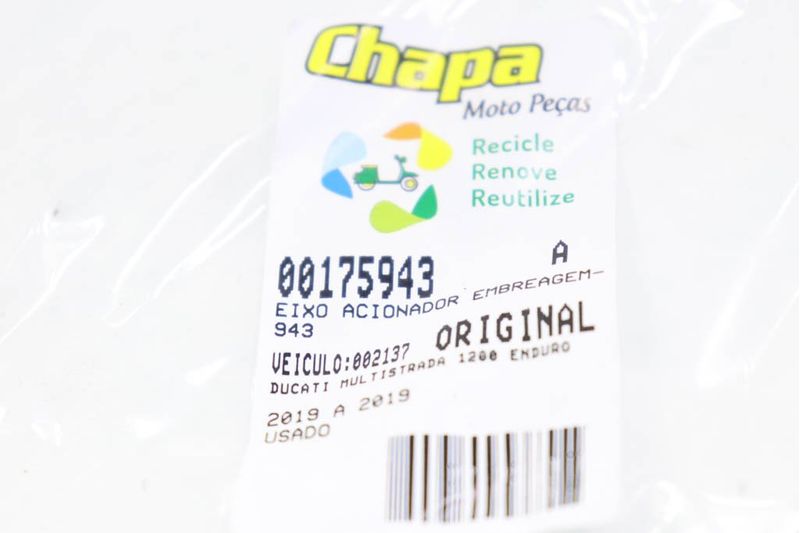 Chapa
Moto Peças
Recicle
Renove
Reutilize
00175943 A
EIXO ACIONADOR EMBREAGEM-
943
VEICULO:002137 ORIGINAL
DUCATI MULTISTRADA 1200 ENDURO
2019 A 2019
USADO